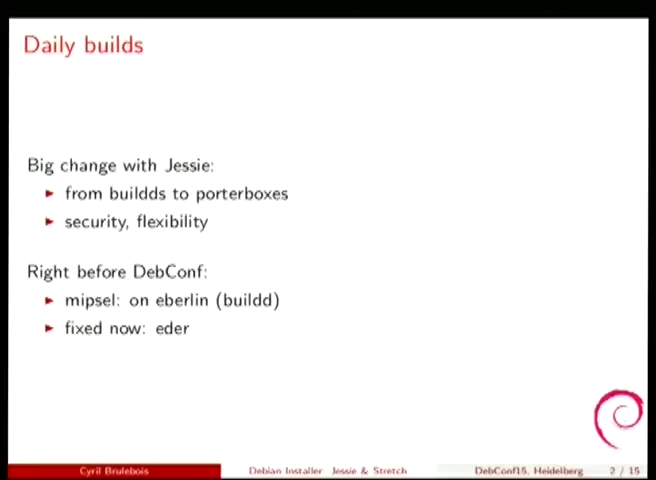 Daily builds
Big change with Jessie:
from buildds to porterboxes
security, flexibility
Right before DebConf:
mipsel: on eberlin (buildd)
fixed now: eder
Cyril Brulebois
Debian Installer: Jessie & Stretch
DebConf15, Heidelberg
2 / 15